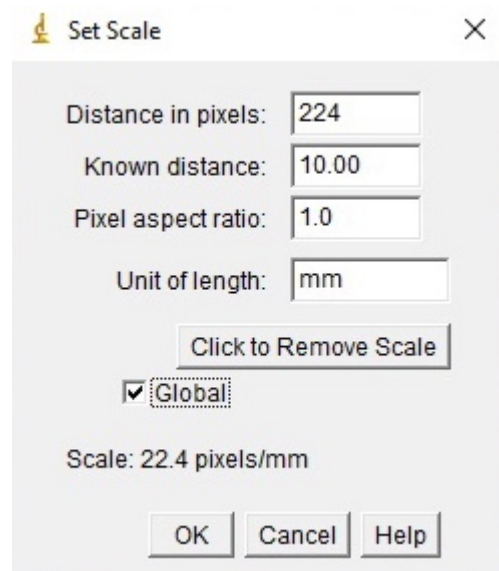 Set Scale
Distance in pixels: 224
Known distance: 10.00
Pixel aspect ratio: 1.0
Unit of length: mm
Click to Remove Scale
Global
Scale: 22.4 pixels/mm
OK Cancel Help